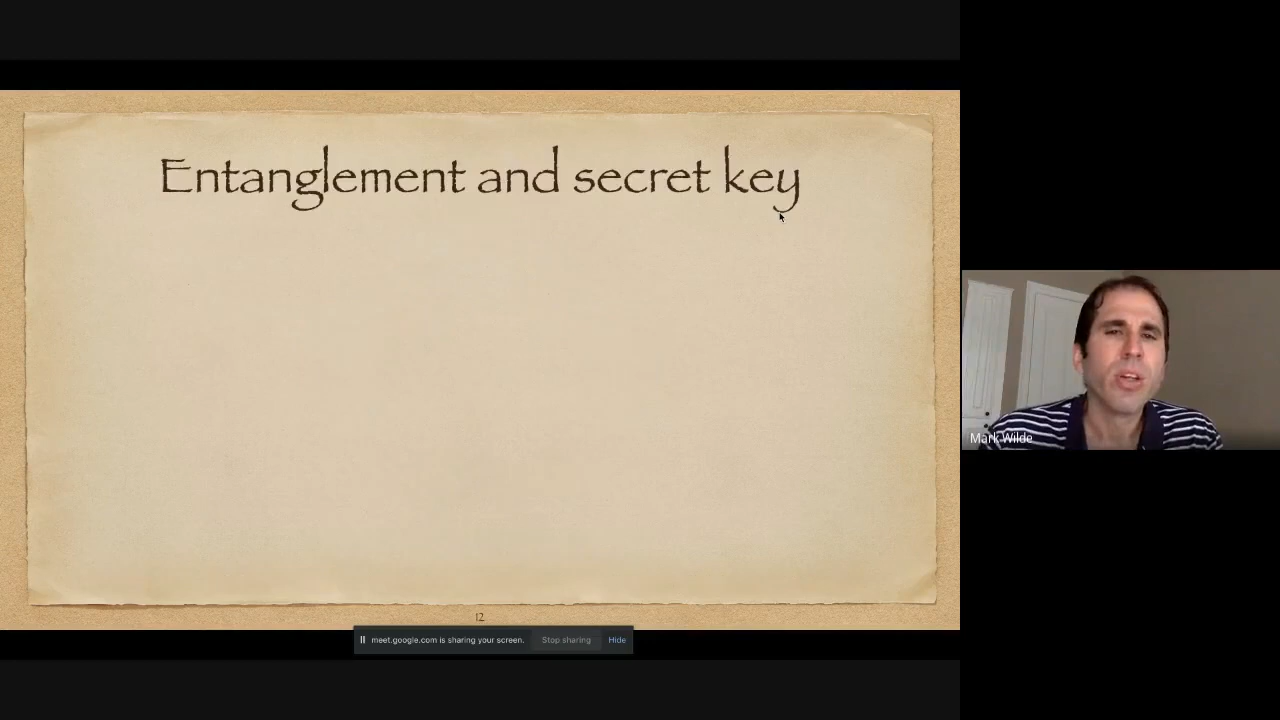 Entanglement and secret key
Mark Wilde
12
meet.google.com is sharing your screen. Stop sharing Hide